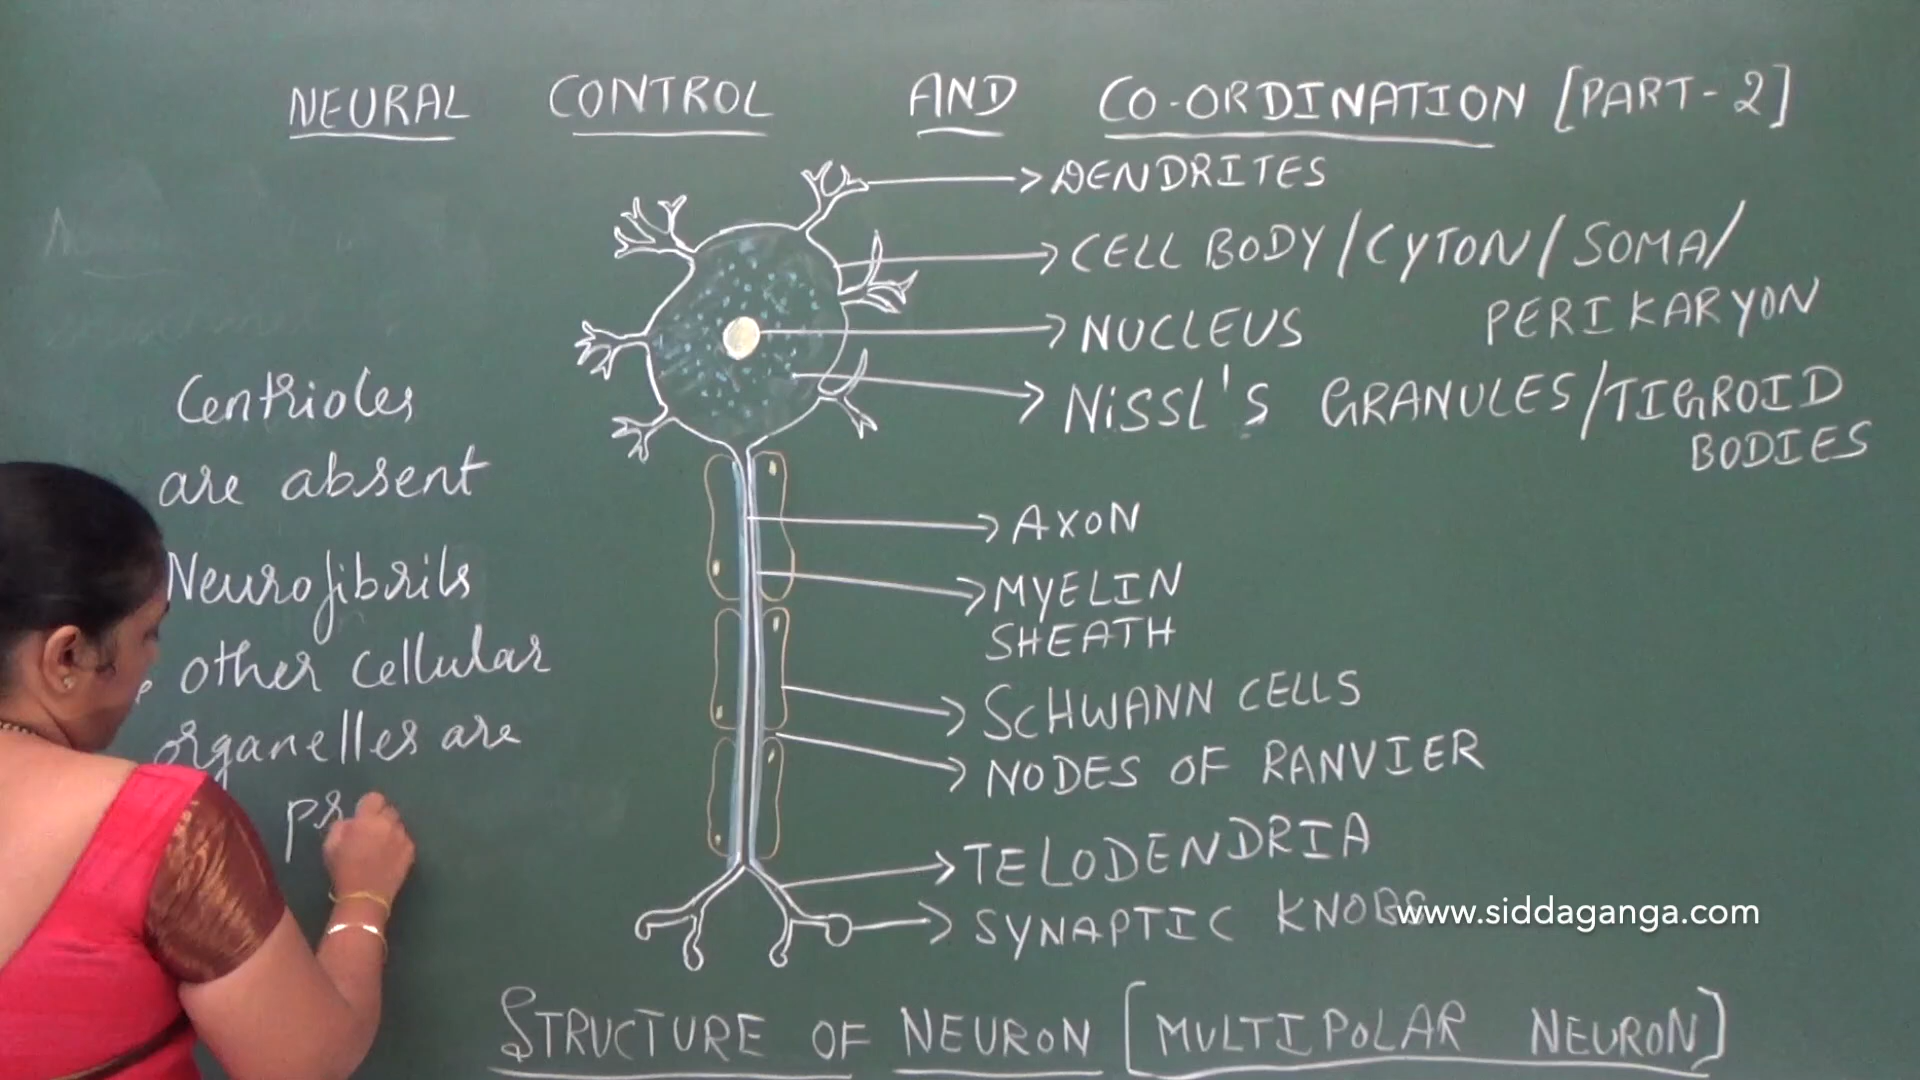 NEURAL CONTROL AND CO-ORDINATION [PART-2]
DENDRITES
CELL BODY/CYTON/SOMA/
PERIKARYON
NUCLEUS
NISSL'S GRANULES/TIGROID
BODIES
AXON
MYELIN
SHEATH
SCHWANN CELLS
NODES OF RANVIER
TELODENDRIA
SYNAPTIC KNOBS
www.siddaganga.com
Centrioles
are absent
Neurofibrils
other cellular
organelles are
STRUCTURE OF NEURON [MULTIPOLAR NEURON]